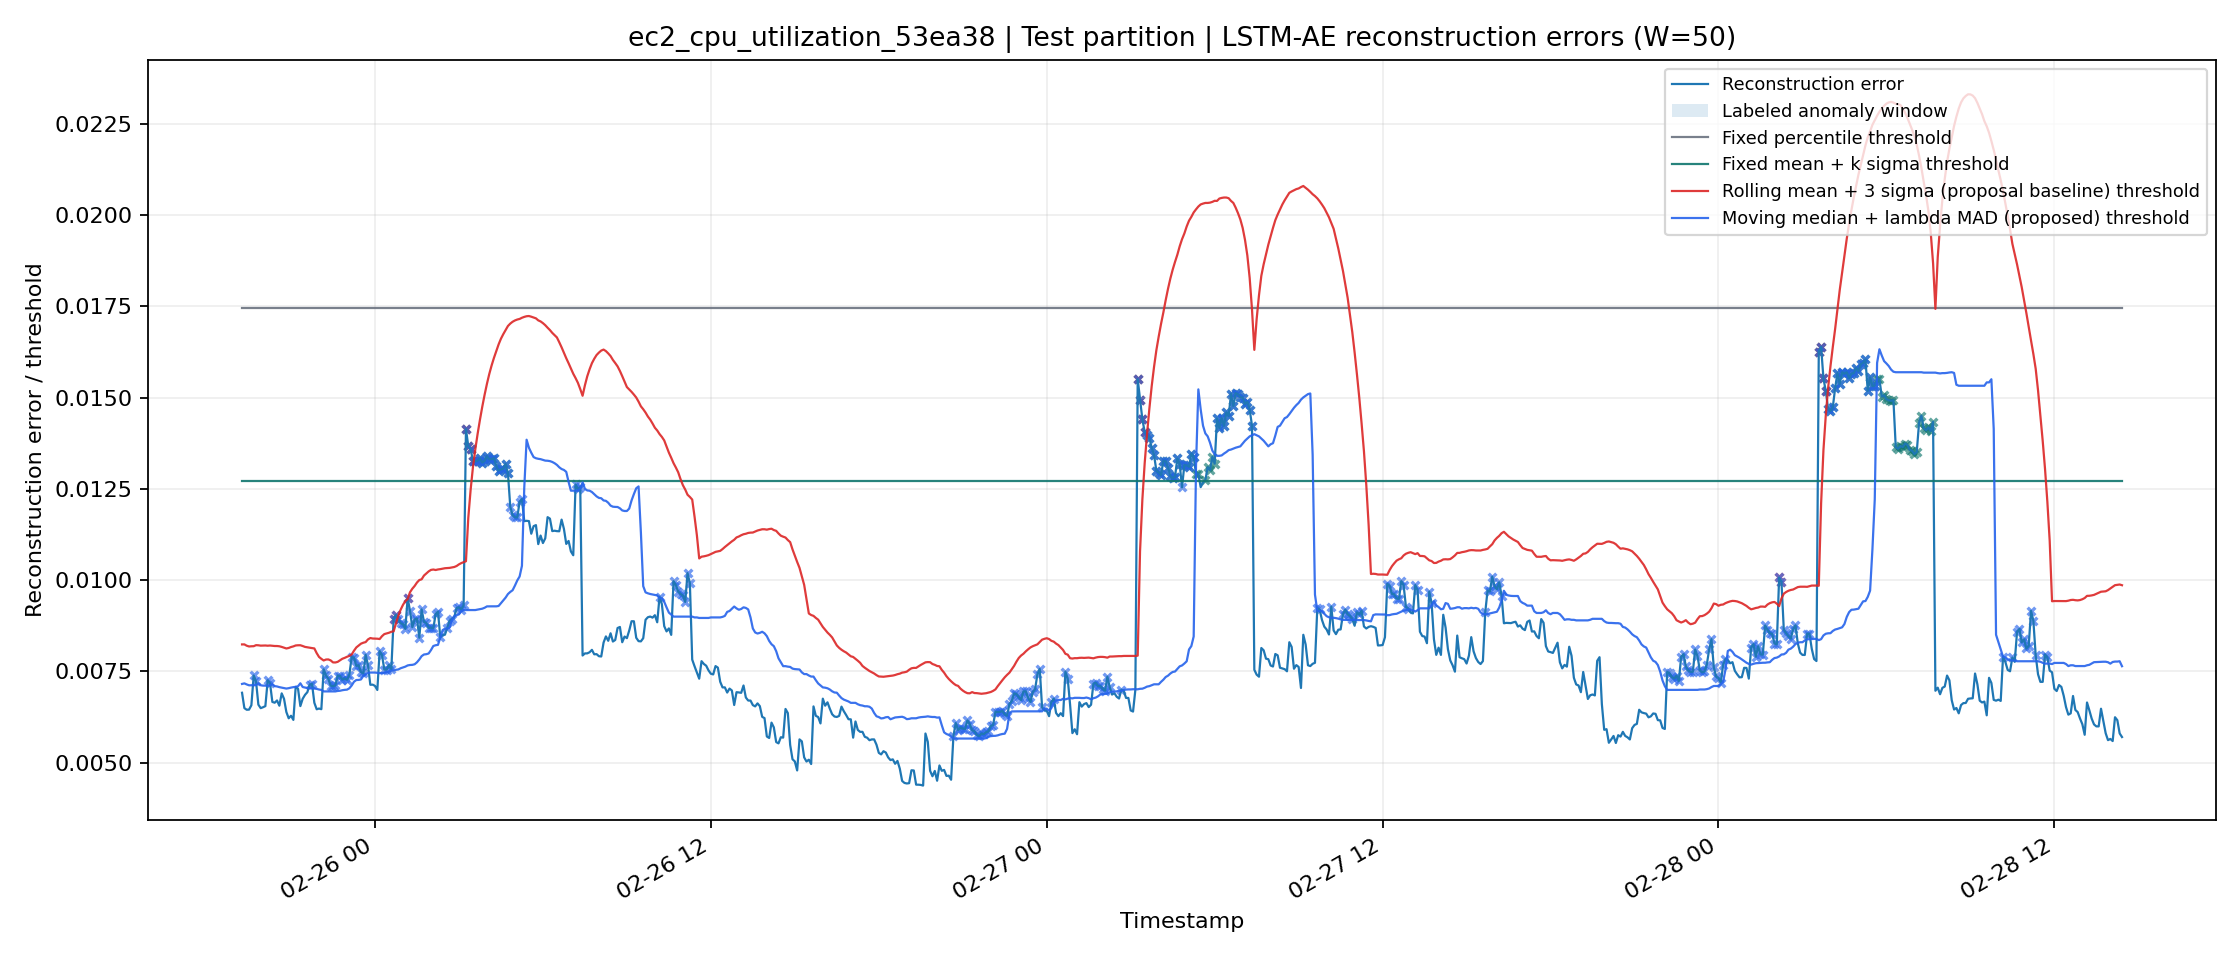 ec2_cpu_utilization_53ea38 | Test partition | LSTM-AE reconstruction errors (W=50)
Reconstruction error
Labeled anomaly window
Fixed percentile threshold
Fixed mean + k sigma threshold
Rolling mean + 3 sigma (proposal baseline) threshold
Moving median + lambda MAD (proposed) threshold
Reconstruction error / threshold
0.0225
0.0200
0.0175
0.0150
0.0125
0.0100
0.0075
0.0050
02-26 00
02-26 12
02-27 00
02-27 12
02-28 00
02-28 12
Timestamp